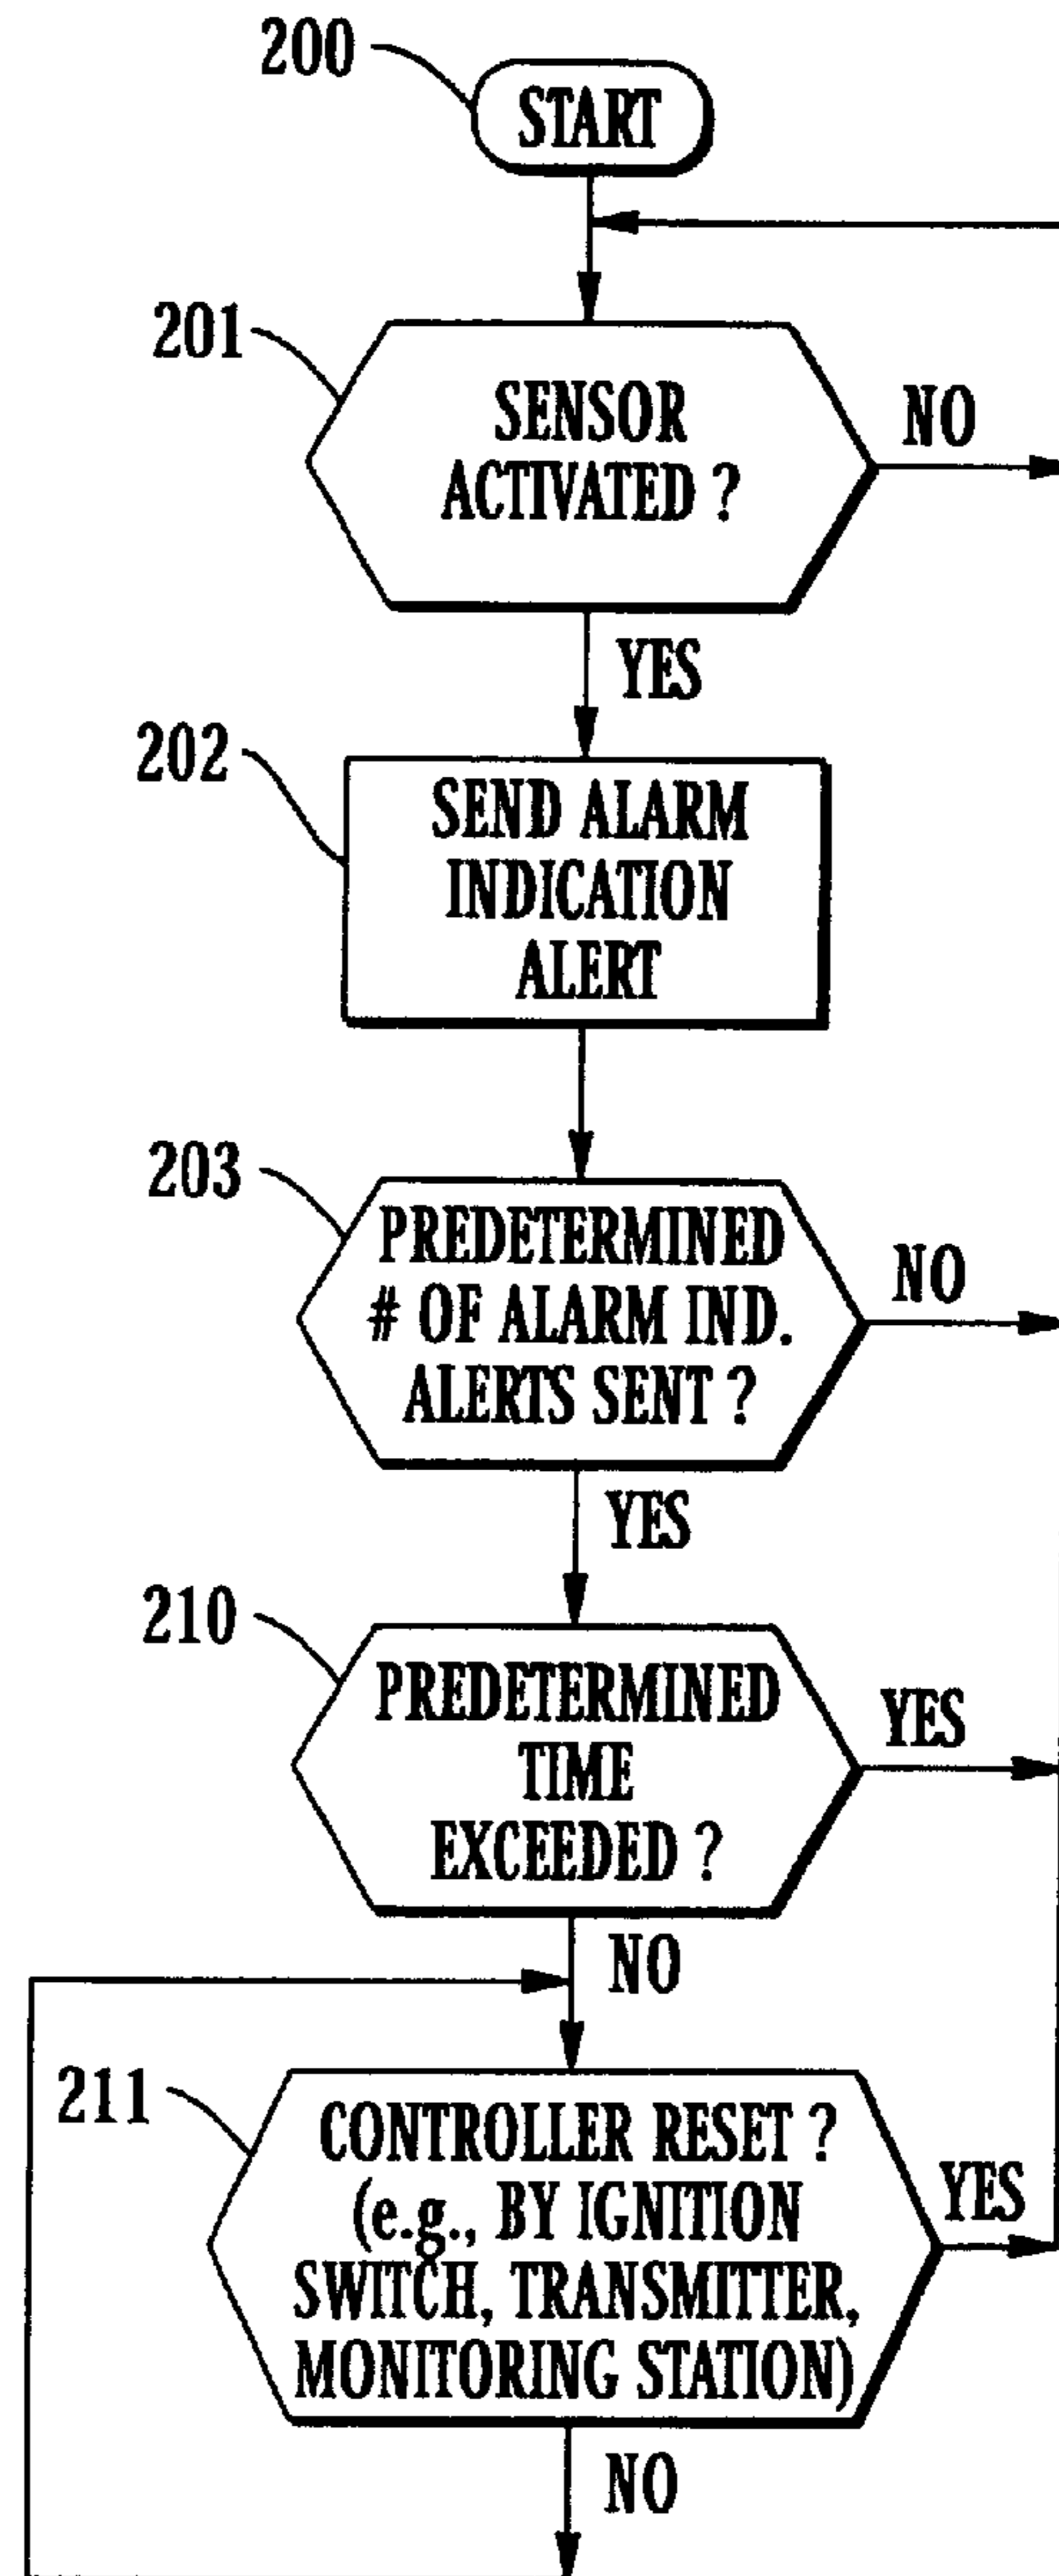 200
START
201
SENSOR
ACTIVATED ?
NO
YES
202
SEND ALARM
INDICATION
ALERT
203
PREDETERMINED
# OF ALARM IND.
ALERTS SENT ?
NO
YES
210
PREDETERMINED
TIME
EXCEEDED ?
YES
NO
211
CONTROLLER RESET ?
(e.g., BY IGNITION
SWITCH, TRANSMITTER,
MONITORING STATION)
YES
NO